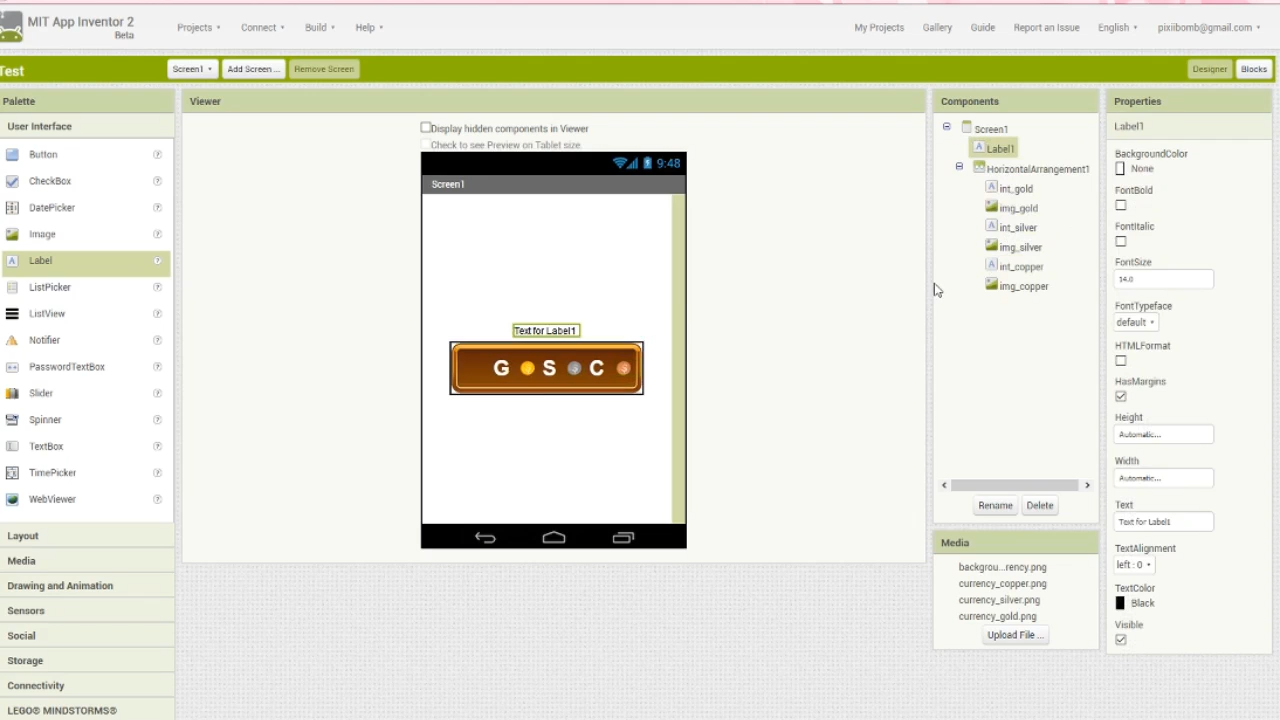 MIT App Inventor 2
Beta
Projects Connect Build Help
My Projects Gallery Guide Report an Issue English pixiibomb@gmail.com
Test
Screen1 Add Screen ... Remove Screen
Designer Blocks
Palette
User Interface
Button
CheckBox
DatePicker
Image
Label
ListPicker
ListView
Notifier
PasswordTextBox
Slider
Spinner
TextBox
TimePicker
WebViewer
Layout
Media
Drawing and Animation
Sensors
Social
Storage
Connectivity
LEGO® MINDSTORMS®
Viewer
Display hidden components in Viewer
Check to see Preview on Tablet size.
9:48
Screen1
Text for Label1
G S C
Components
Screen1
Label1
HorizontalArrangement1
int_gold
img_gold
int_silver
img_silver
int_copper
img_copper
Rename Delete
Media
backgrou...rency.png
currency_copper.png
currency_silver.png
currency_gold.png
Upload File ...
Properties
Label1
BackgroundColor
None
FontBold
FontItalic
FontSize
14.0
FontTypeface
default
HTMLFormat
HasMargins
Height
Automatic...
Width
Automatic...
Text
Text for Label1
TextAlignment
left : 0
TextColor
Black
Visible